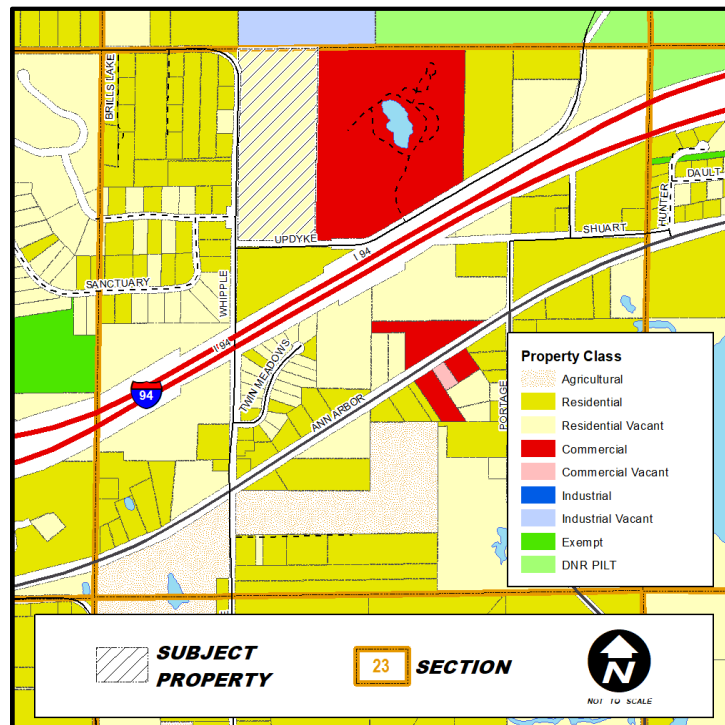 BRILLS LAKE
UPDYKE
I 94
SHUART
HUNTER
DAULT
SANCTUARY
WHIPPLE
I 94
94
TWIN MEADOWS
ANN ARBOR
PORTAGE
Property Class
Agricultural
Residential
Residential Vacant
Commercial
Commercial Vacant
Industrial
Industrial Vacant
Exempt
DNR PILT
SUBJECT
PROPERTY
23
SECTION
N
NOT TO SCALE